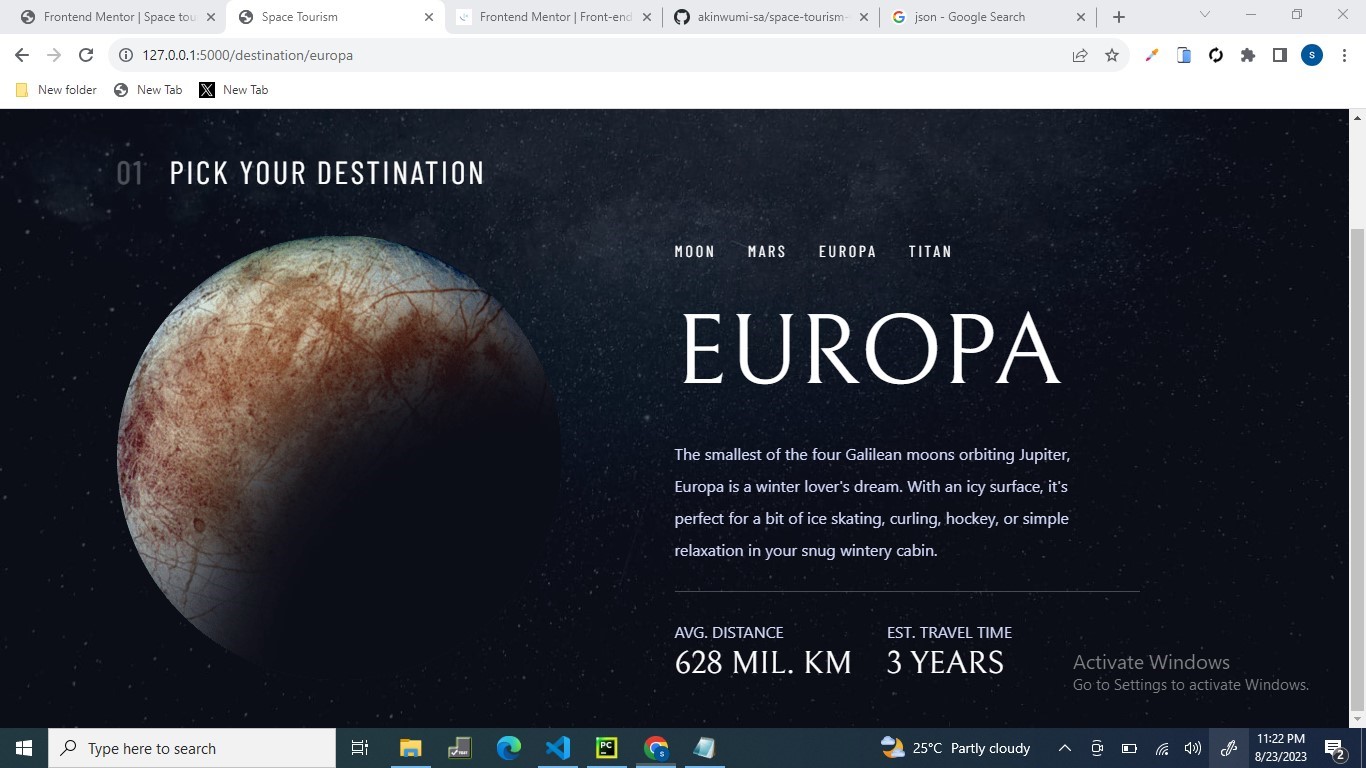 Frontend Mentor | Space tou
Space Tourism
Frontend Mentor | Front-end
akinwumi-sa/space-tourism-
json - Google Search
127.0.0.1:5000/destination/europa
S
New folder
New Tab
New Tab
01 PICK YOUR DESTINATION
MOON MARS EUROPA TITAN
EUROPA
The smallest of the four Galilean moons orbiting Jupiter,
Europa is a winter lover's dream. With an icy surface, it's
perfect for a bit of ice skating, curling, hockey, or simple
relaxation in your snug wintery cabin.
AVG. DISTANCE
628 MIL. KM
EST. TRAVEL TIME
3 YEARS
Activate Windows
Go to Settings to activate Windows.
Type here to search
PC
S
25°C Partly cloudy
11:22 PM
8/23/2023
2